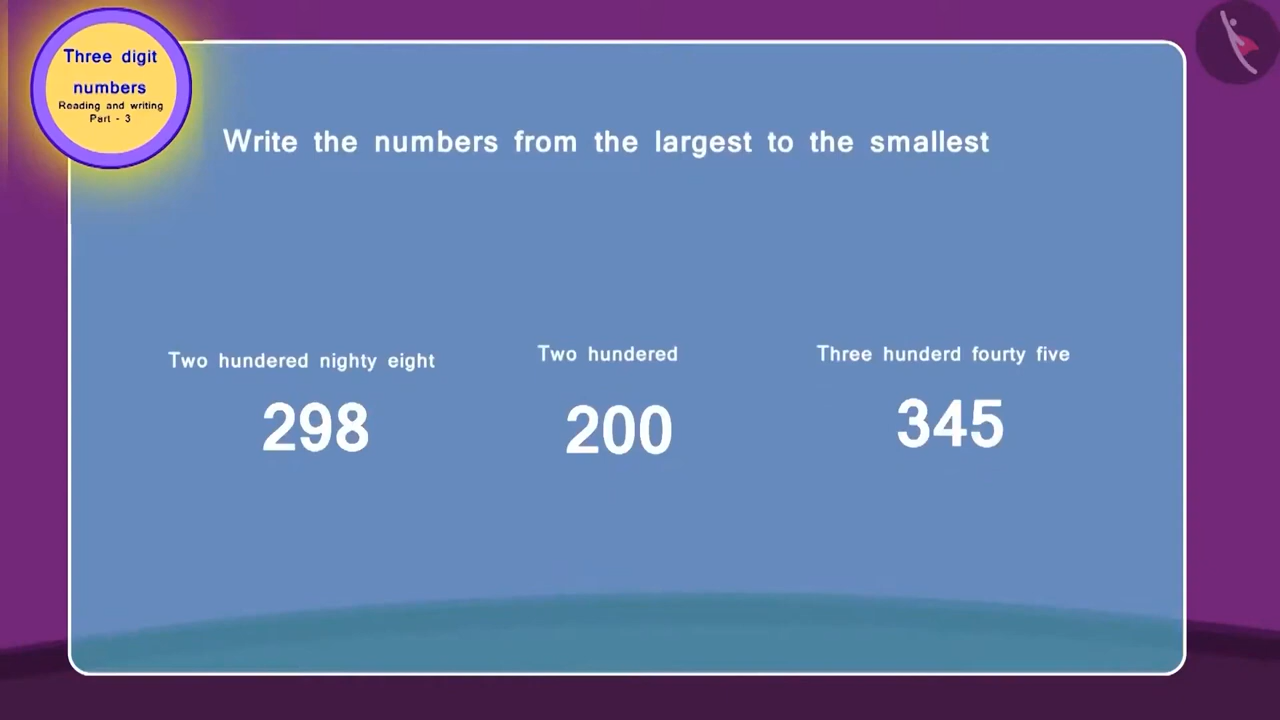 Three digit
numbers
Reading and writing
Part - 3
Write the numbers from the largest to the smallest
Two hundered nighty eight
Two hundered
Three hunderd fourty five
298
200
345